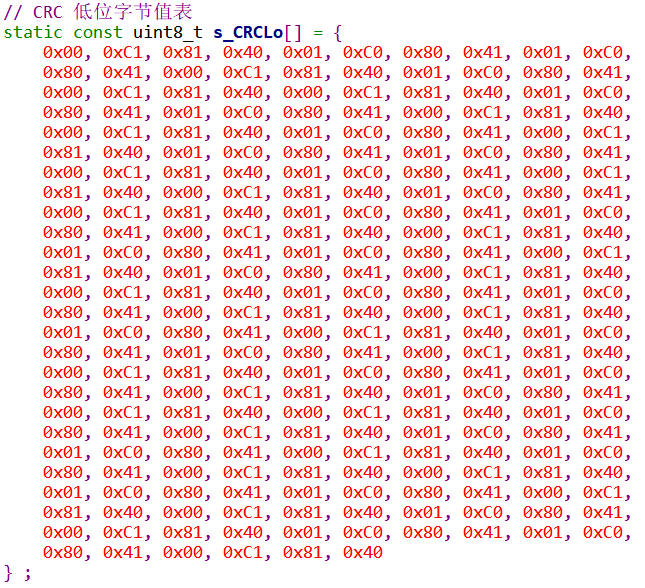 // CRC 低位字节值表
static const uint8_t s_CRCLo[] = {
0x00, 0xC1, 0x81, 0x40, 0x01, 0xC0, 0x80, 0x41, 0x01, 0xC0,
0x80, 0x41, 0x00, 0xC1, 0x81, 0x40, 0x01, 0xC0, 0x80, 0x41,
0x00, 0xC1, 0x81, 0x40, 0x00, 0xC1, 0x81, 0x40, 0x01, 0xC0,
0x80, 0x41, 0x01, 0xC0, 0x80, 0x41, 0x00, 0xC1, 0x81, 0x40,
0x00, 0xC1, 0x81, 0x40, 0x01, 0xC0, 0x80, 0x41, 0x00, 0xC1,
0x81, 0x40, 0x01, 0xC0, 0x80, 0x41, 0x01, 0xC0, 0x80, 0x41,
0x00, 0xC1, 0x81, 0x40, 0x01, 0xC0, 0x80, 0x41, 0x00, 0xC1,
0x81, 0x40, 0x00, 0xC1, 0x81, 0x40, 0x01, 0xC0, 0x80, 0x41,
0x00, 0xC1, 0x81, 0x40, 0x01, 0xC0, 0x80, 0x41, 0x01, 0xC0,
0x80, 0x41, 0x00, 0xC1, 0x81, 0x40, 0x00, 0xC1, 0x81, 0x40,
0x01, 0xC0, 0x80, 0x41, 0x01, 0xC0, 0x80, 0x41, 0x00, 0xC1,
0x81, 0x40, 0x01, 0xC0, 0x80, 0x41, 0x00, 0xC1, 0x81, 0x40,
0x00, 0xC1, 0x81, 0x40, 0x01, 0xC0, 0x80, 0x41, 0x01, 0xC0,
0x80, 0x41, 0x00, 0xC1, 0x81, 0x40, 0x00, 0xC1, 0x81, 0x40,
0x01, 0xC0, 0x80, 0x41, 0x00, 0xC1, 0x81, 0x40, 0x01, 0xC0,
0x80, 0x41, 0x01, 0xC0, 0x80, 0x41, 0x00, 0xC1, 0x81, 0x40,
0x00, 0xC1, 0x81, 0x40, 0x01, 0xC0, 0x80, 0x41, 0x01, 0xC0,
0x80, 0x41, 0x00, 0xC1, 0x81, 0x40, 0x01, 0xC0, 0x80, 0x41,
0x00, 0xC1, 0x81, 0x40, 0x00, 0xC1, 0x81, 0x40, 0x01, 0xC0,
0x80, 0x41, 0x00, 0xC1, 0x81, 0x40, 0x01, 0xC0, 0x80, 0x41,
0x01, 0xC0, 0x80, 0x41, 0x00, 0xC1, 0x81, 0x40, 0x01, 0xC0,
0x80, 0x41, 0x00, 0xC1, 0x81, 0x40, 0x00, 0xC1, 0x81, 0x40,
0x01, 0xC0, 0x80, 0x41, 0x01, 0xC0, 0x80, 0x41, 0x00, 0xC1,
0x81, 0x40, 0x00, 0xC1, 0x81, 0x40, 0x01, 0xC0, 0x80, 0x41,
0x00, 0xC1, 0x81, 0x40, 0x01, 0xC0, 0x80, 0x41, 0x01, 0xC0,
0x80, 0x41, 0x00, 0xC1, 0x81, 0x40
} ;